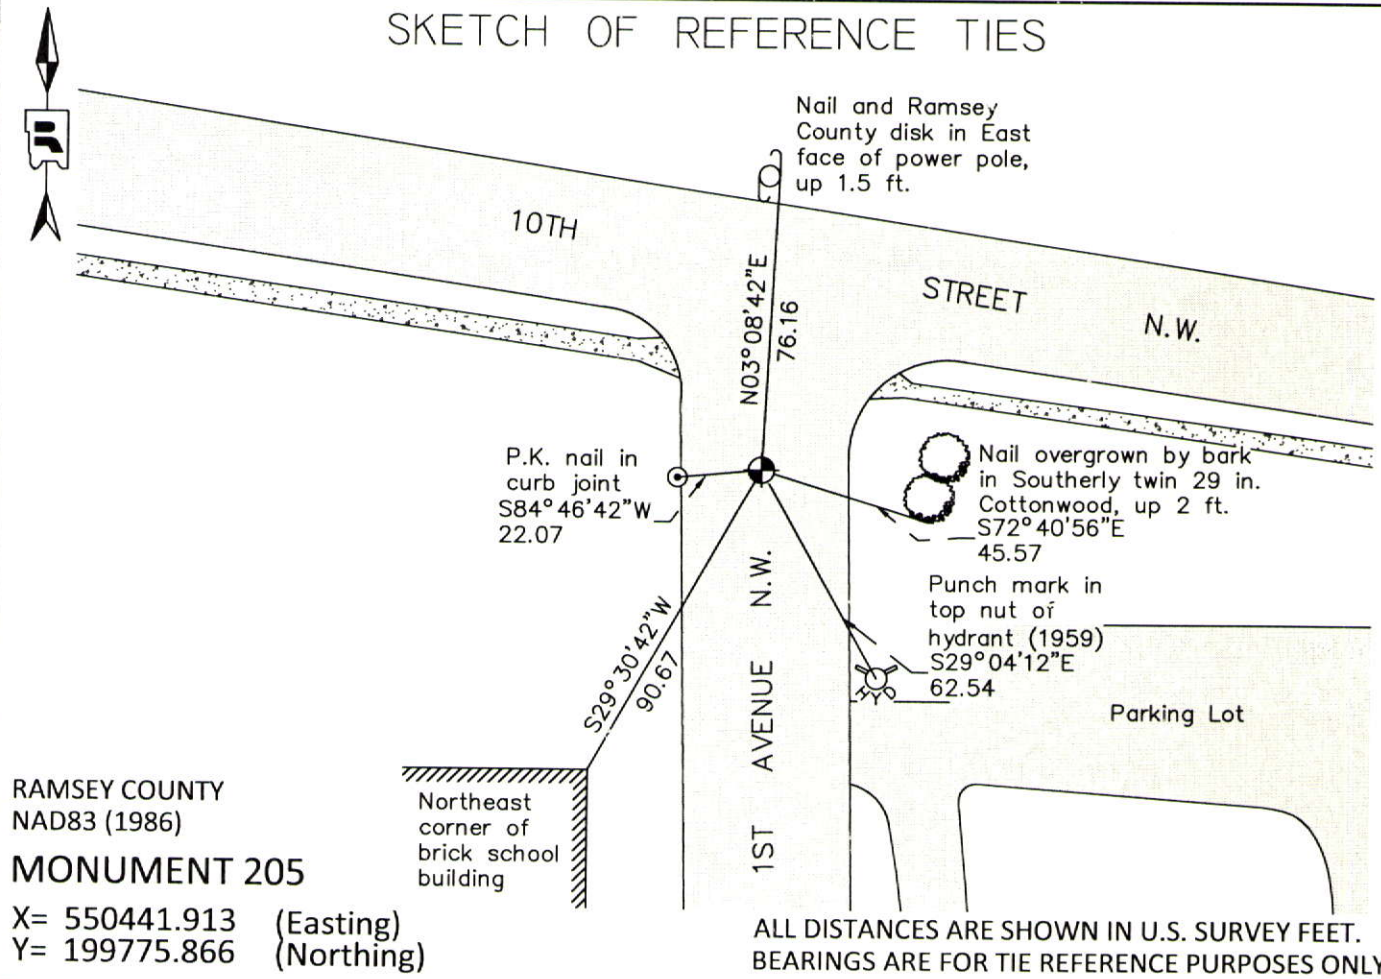 SKETCH OF REFERENCE TIES
Nail and Ramsey
County disk in East
face of power pole,
up 1.5 ft.
10TH
STREET
N.W.
N03°08'42"E
76.16
P.K. nail in
curb joint
S84°46'42"W
22.07
Nail overgrown by bark
in Southerly twin 29 in.
Cottonwood, up 2 ft.
S72°40'56"E
45.57
Punch mark in
top nut of
hydrant (1959)
S29°04'12"E
62.54
HYD
S29°30'42"W
90.67
1ST AVENUE N.W.
Parking Lot
Northeast
corner of
brick school
building
RAMSEY COUNTY
NAD83 (1986)
MONUMENT 205
X= 550441.913 (Easting)
Y= 199775.866 (Northing)
ALL DISTANCES ARE SHOWN IN U.S. SURVEY FEET.
BEARINGS ARE FOR TIE REFERENCE PURPOSES ONLY